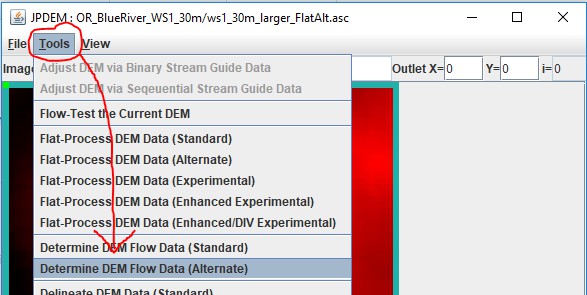 JPDEM : OR_BlueRiver_WS1_30m/ws1_30m_larger_FlatAlt.asc
File Tools View
Image Outlet X= 0 Y= 0 i= 0
Adjust DEM via Binary Stream Guide Data
Adjust DEM via Seqeuential Stream Guide Data
Flow-Test the Current DEM
Flat-Process DEM Data (Standard)
Flat-Process DEM Data (Alternate)
Flat-Process DEM Data (Experimental)
Flat-Process DEM Data (Enhanced Experimental)
Flat-Process DEM Data (Enhanced/DIV Experimental)
Determine DEM Flow Data (Standard)
Determine DEM Flow Data (Alternate)
Delineate DEM Data (Standard)